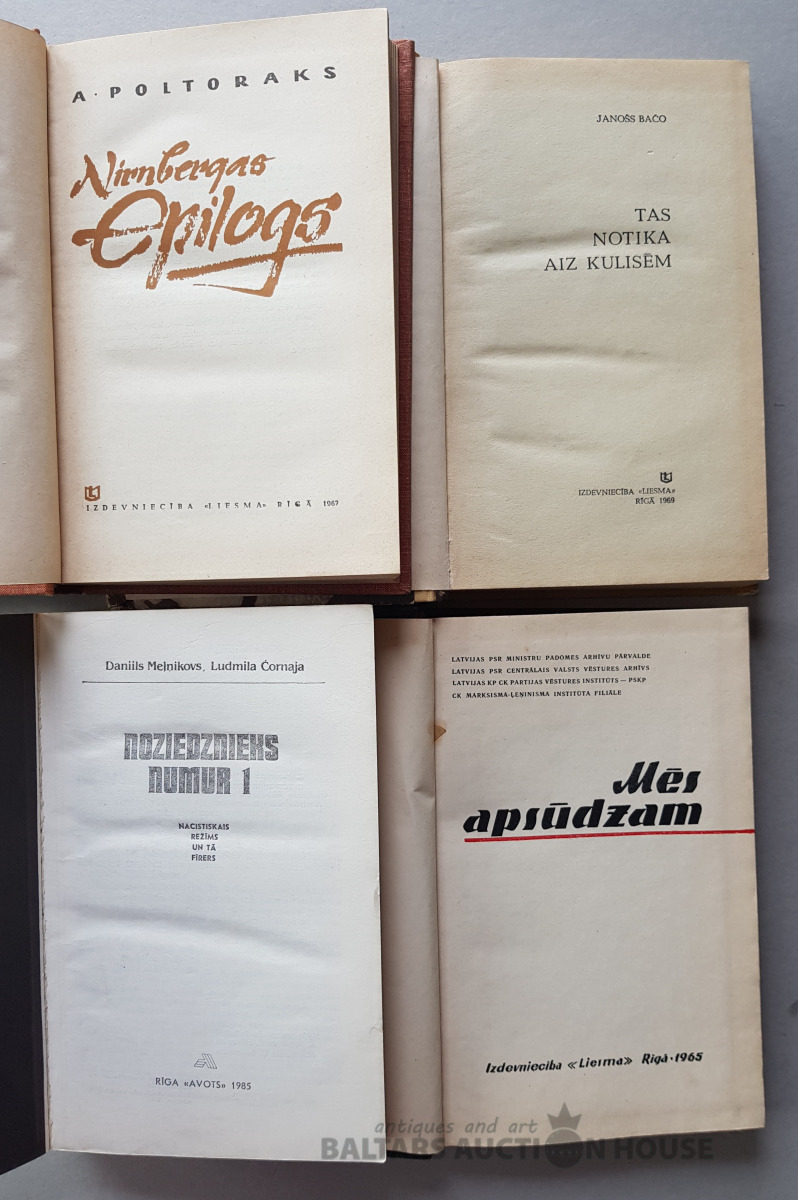 A · POLTORAKS
Nirnbergas
Epilogs
IZDEVNIECĪBA «LIESMA» RĪGĀ 1967
JANOŠS BAČO
TAS
NOTIKA
AIZ KULISĒM
IZDEVNIECĪBA «LIESMA»
RĪGĀ 1969
Daniils Meļnikovs, Ludmila Čornaja
NOZIEDZNIEKS
NUMUR 1
NACISTISKAIS
REŽĪMS
UN TĀ
FĪRERS
RĪGA «AVOTS» 1985
LATVIJAS PSR MINISTRU PADOMES ARHĪVU PĀRVALDE
LATVIJAS PSR CENTRĀLAIS VALSTS VĒSTURES ARHĪVS
LATVIJAS KP CK PARTIJAS VĒSTURES INSTITŪTS — PSKP
CK MARKSISMA-ĻEŅINISMA INSTITŪTA FILIĀLE
Mēs
apsūdzam
Izdevniecība «Liesma» Rīgā · 1965
antiques and art
BALTARS AUCTION HOUSE